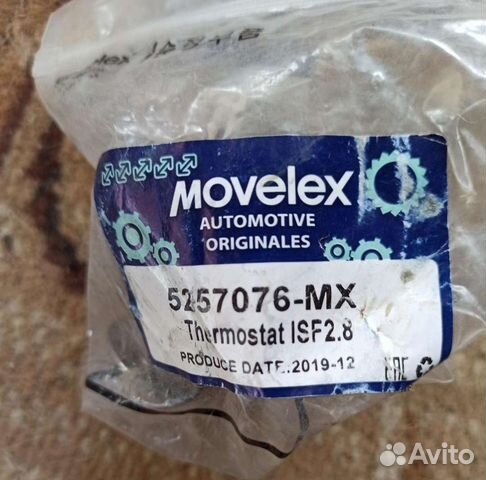 Movelex
AUTOMOTIVE
ORIGINALES
5257076-MX
Thermostat ISF2.8
PRODUCE DATE.2019-12
EAC
Avito